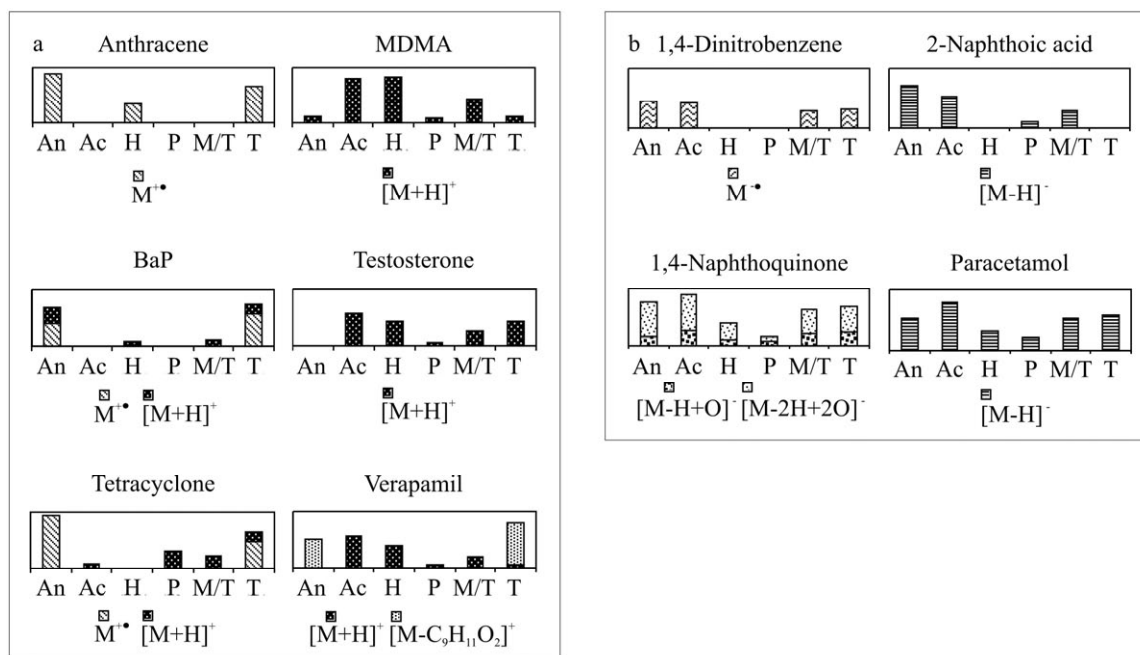 a
Anthracene
An Ac H P M/T T
M⁺•
MDMA
An Ac H P M/T T
[M+H]⁺
BaP
An Ac H P M/T T
M⁺• [M+H]⁺
Testosterone
An Ac H P M/T T
[M+H]⁺
Tetracyclone
An Ac H P M/T T
M⁺• [M+H]⁺
Verapamil
An Ac H P M/T T
[M+H]⁺ [M-C₉H₁₁O₂]⁺
b
1,4-Dinitrobenzene
An Ac H P M/T T
M⁻•
2-Naphthoic acid
An Ac H P M/T T
[M-H]⁻
1,4-Naphthoquinone
An Ac H P M/T T
[M-H+O]⁻ [M-2H+2O]⁻
Paracetamol
An Ac H P M/T T
[M-H]⁻